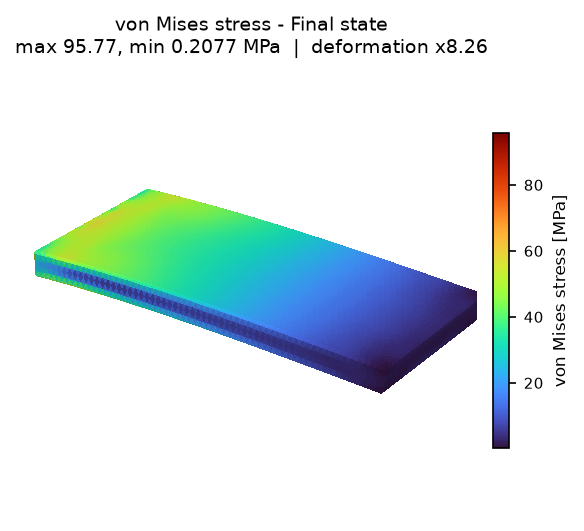 von Mises stress - Final state
max 95.77, min 0.2077 MPa | deformation x8.26
80
60
40
20
von Mises stress [MPa]